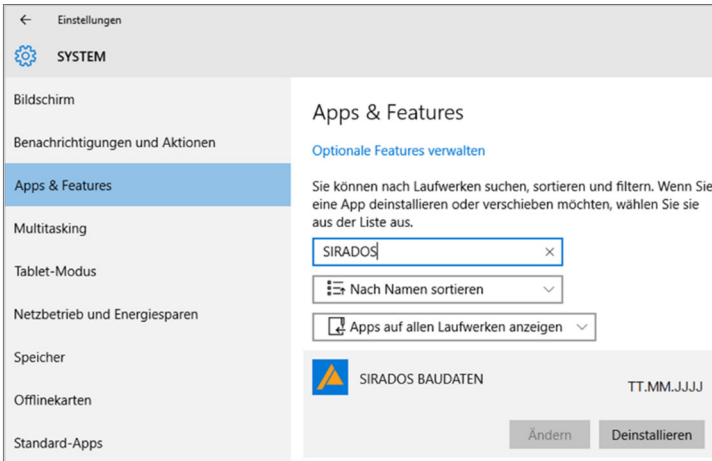 Einstellungen
SYSTEM
Bildschirm
Benachrichtigungen und Aktionen
Apps & Features
Multitasking
Tablet-Modus
Netzbetrieb und Energiesparen
Speicher
Offlinekarten
Standard-Apps
Apps & Features
Optionale Features verwalten
Sie können nach Laufwerken suchen, sortieren und filtern. Wenn Sie
eine App deinstallieren oder verschieben möchten, wählen Sie sie
aus der Liste aus.
SIRADOS
Nach Namen sortieren
Apps auf allen Laufwerken anzeigen
SIRADOS BAUDATEN
TT.MM.JJJJ
Ändern
Deinstallieren